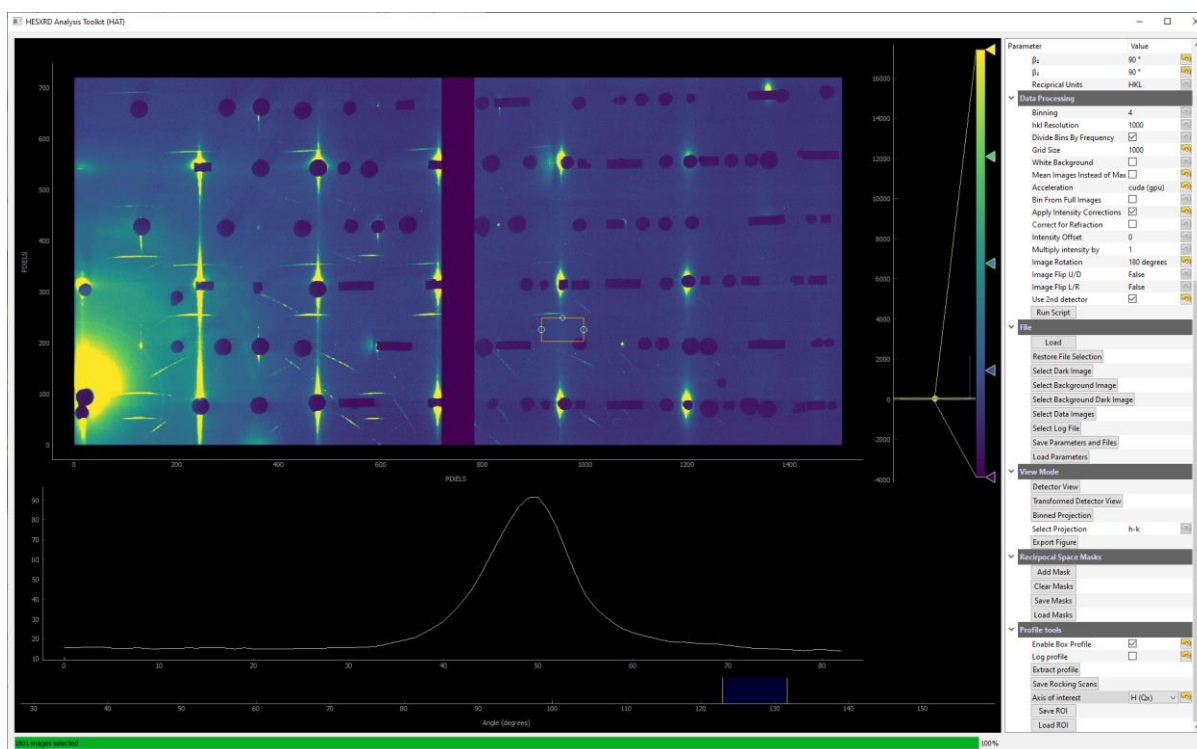 HESXRD Analysis Toolkit (HAT)
700
600
500
400
300
200
100
0
0 200 400 600 800 1000 1200 1400
PIXELS
PIXELS
16000
14000
12000
10000
8000
6000
4000
2000
0
-2000
-4000
90
80
70
60
50
40
30
20
10
0 10 20 30 40 50 60 70 80
30 40 50 60 70 80 90 100 110 120 130 140 150
Angle (degrees)
1801 images selected
100%
Parameter Value
90 °
90 °
Reciprical Units HKL
Data Processing
Binning 4
hkl Resolution 1000
Divide Bins By Frequency
Grid Size 1000
White Background
Mean Images Instead of Max
Acceleration cuda (gpu)
Bin From Full Images
Apply Intensity Corrections
Correct for Refraction
Intensity Offset 0
Multiply intensity by 1
Image Rotation 180 degrees
Image Flip U/D False
Image Flip L/R False
Use 2nd detector
Run Script
File
Load
Restore File Selection
Select Dark Image
Select Background Image
Select Background Dark Image
Select Data Images
Select Log File
Save Parameters and Files
Load Parameters
View Mode
Detector View
Transformed Detector View
Binned Projection
Select Projection h-k
Export Figure
Recirpocal Space Masks
Add Mask
Clear Masks
Save Masks
Load Masks
Profile tools
Enable Box Profile
Log profile
Extract profile
Save Rocking Scans
Axis of interest H (Qx)
Save ROI
Load ROI